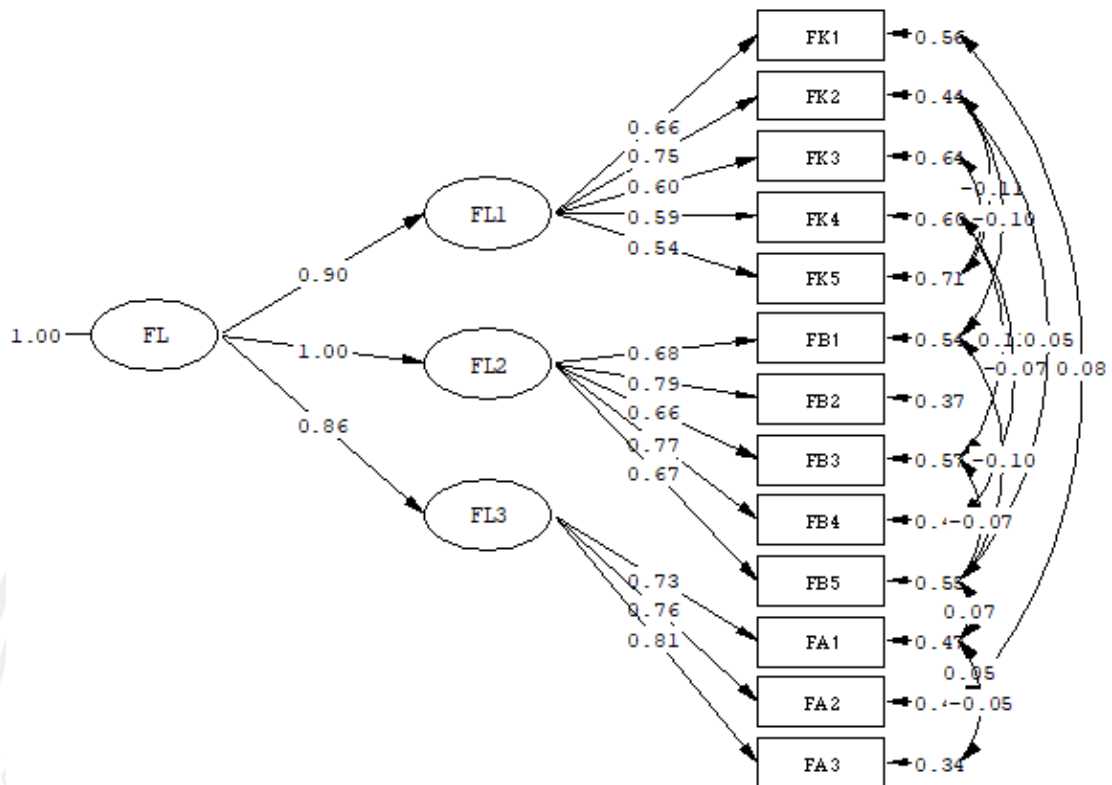 FK1 0.56
FK2 0.44
0.66
0.75
FK3 0.64
0.60
-0.11
FL1
0.59 FK4 0.60 -0.10
0.54
0.90 FK5 0.71
1.00 FL FB1 0.54 0.05
1.00 FL2 0.68
-0.07 0.08
0.79 FB2 0.37
0.66
0.86
0.77 FB3 0.57 -0.10
0.67
FL3 FB4 -0.07
0.73 FB5 0.55
0.76 0.07
0.81 FA1 0.47
0.05
FA2 -0.05
FA3 0.34